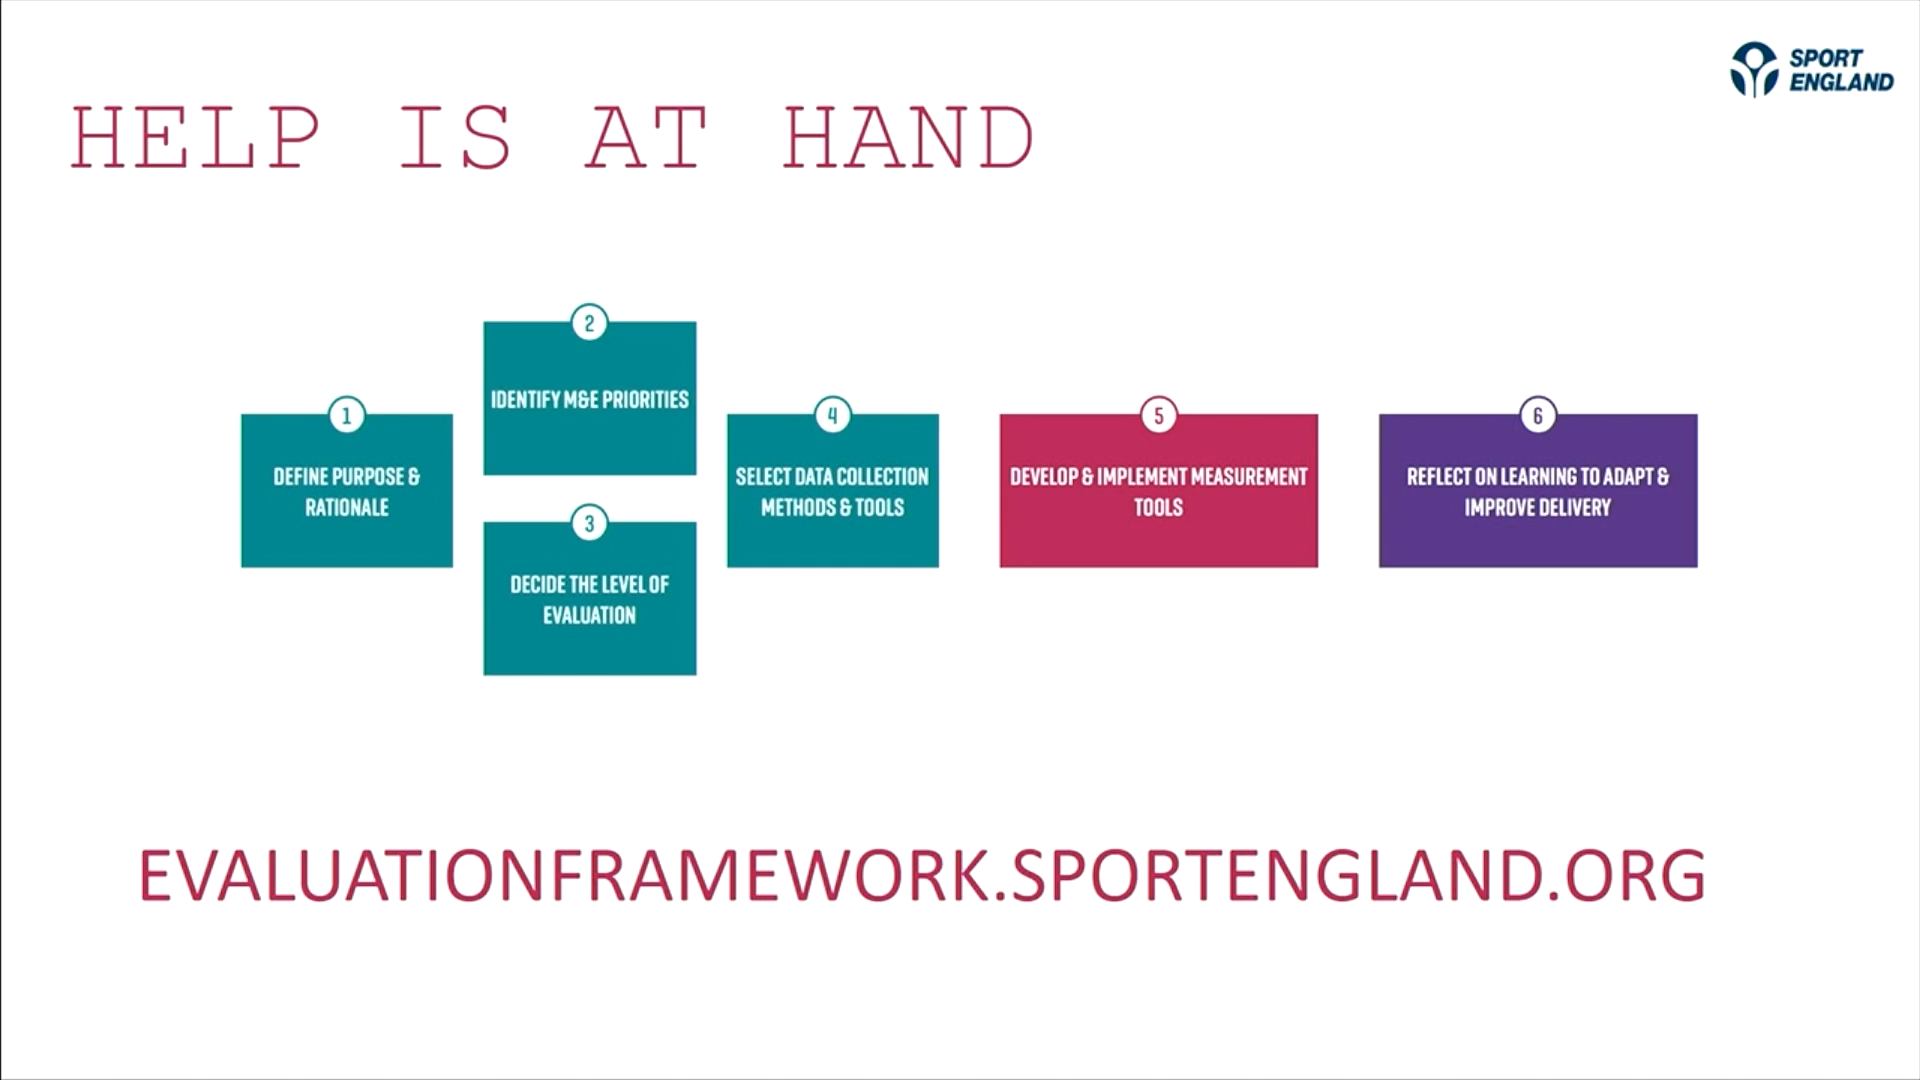 SPORT
ENGLAND
HELP IS AT HAND
1
DEFINE PURPOSE &
RATIONALE
2
IDENTIFY M&E PRIORITIES
3
DECIDE THE LEVEL OF
EVALUATION
4
SELECT DATA COLLECTION
METHODS & TOOLS
5
DEVELOP & IMPLEMENT MEASUREMENT
TOOLS
6
REFLECT ON LEARNING TO ADAPT &
IMPROVE DELIVERY
EVALUATIONFRAMEWORK.SPORTENGLAND.ORG